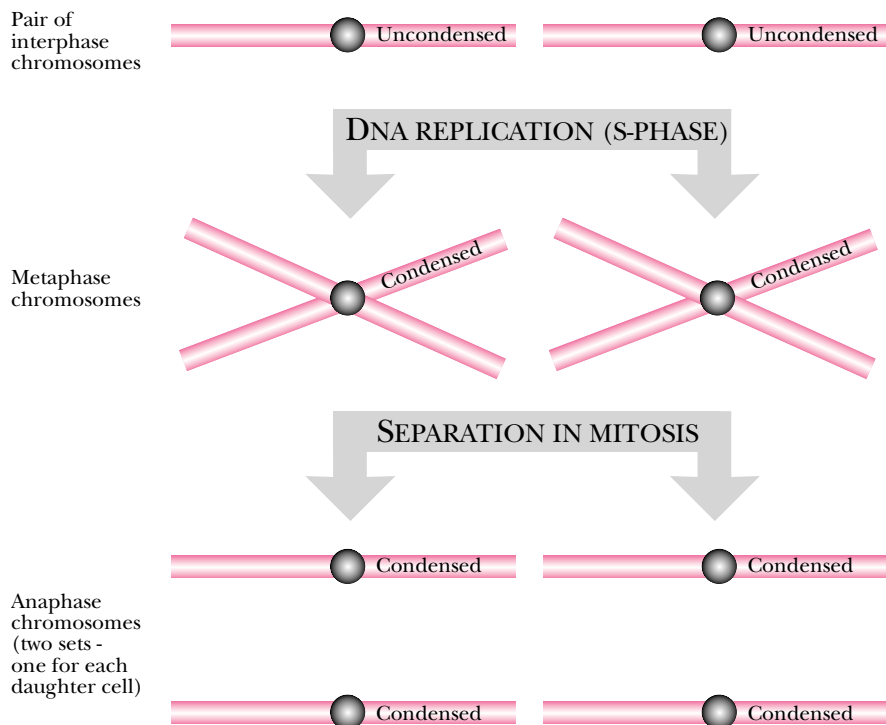 Pair of
interphase
chromosomes
Uncondensed
Uncondensed
DNA REPLICATION (S-PHASE)
Metaphase
chromosomes
Condensed
Condensed
SEPARATION IN MITOSIS
Condensed
Condensed
Anaphase
chromosomes
(two sets -
one for each
daughter cell)
Condensed
Condensed